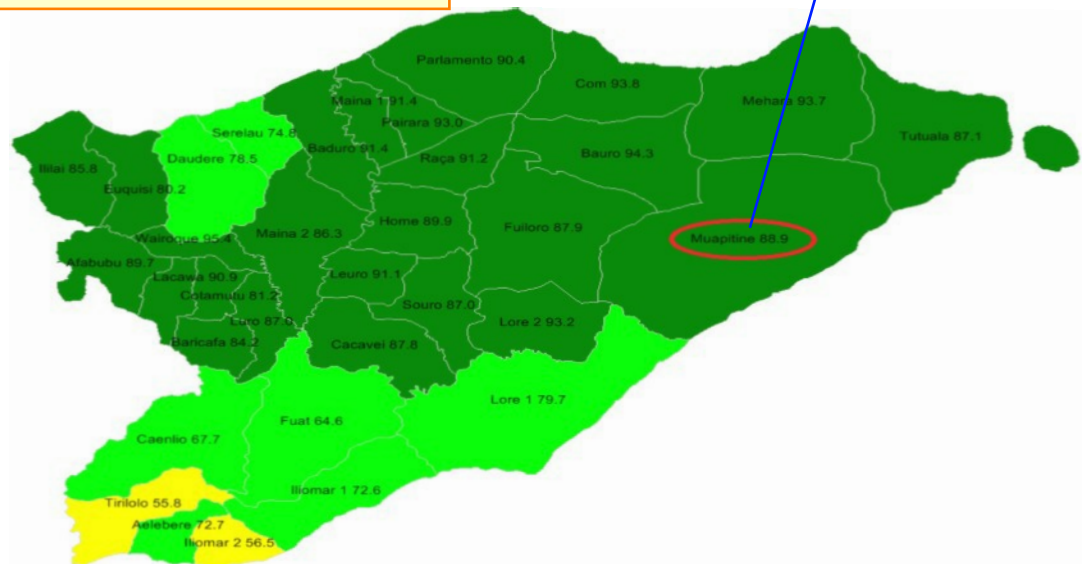 Parlamento 90.4
Com 93.8
Mehara 93.7
Maina 1 91.4
Rairara 93.0
Serelau 74.8
Tutuala 87.1
Baduro 91.4
Bauro 94.3
Daudere 78.5
Raça 91.2
Ililai 85.8
Euquisi 80.2
Home 89.9
Fuiloro 87.9
Maina 2 86.3
Wairoque 95.4
Muapitine 88.9
Afabubu 89.7
Lacawa 90.9
Leuro 91.1
Cotamutu 81.2
Souro 87.0
Luro 87.0
Lore 2 93.2
Baricafa 84.2
Cacavei 87.8
Lore 1 79.7
Fuat 64.6
Caenlio 67.7
Iliomar 1 72.6
Tirilolo 55.8
Aelebere 72.7
Iliomar 2 56.5